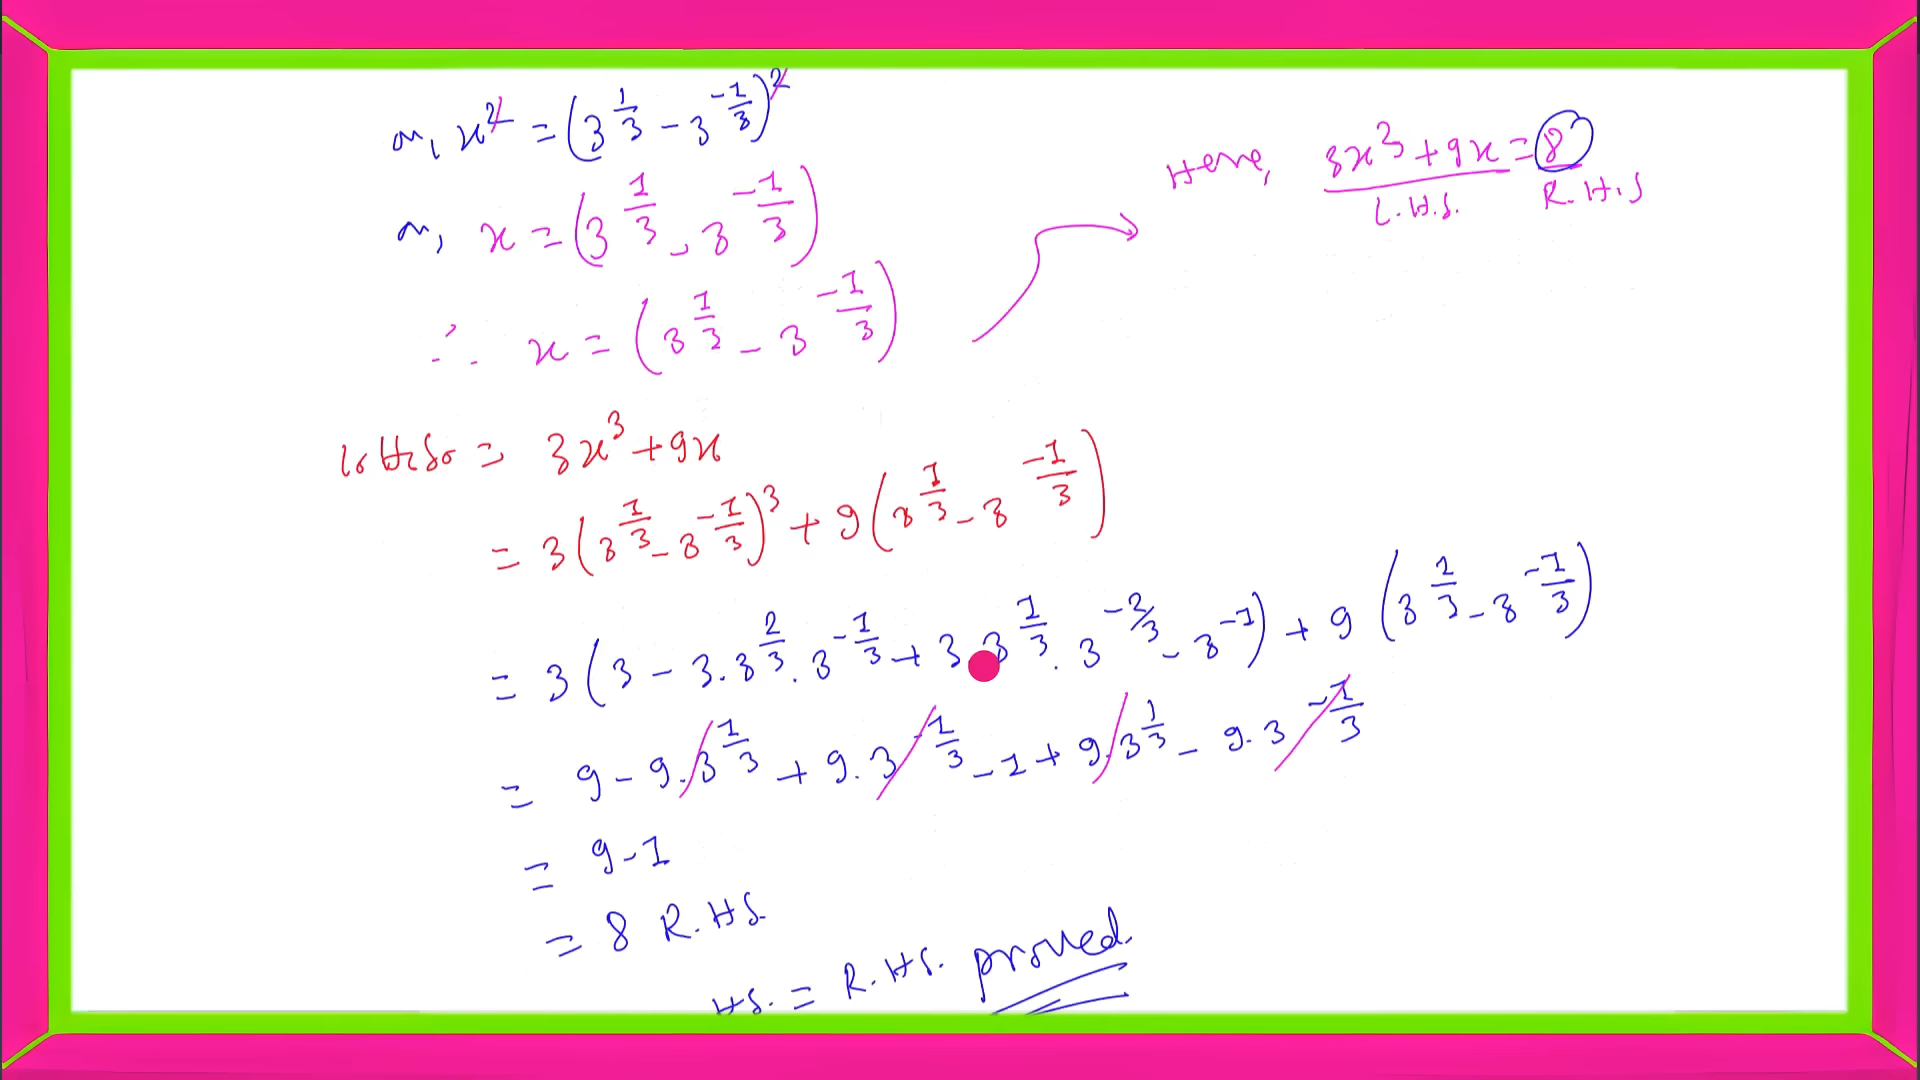 or, x² = (3^(1/3) - 3^(-1/3))²
or, x = (3^(1/3) - 3^(-1/3))
∴ x = (3^(1/3) - 3^(-1/3))
Here, 3x³ + 9x = 8
L.H.S. R.H.S
L.H.S. = 3x³ + 9x
= 3(3^(1/3) - 3^(-1/3))³ + 9(3^(1/3) - 3^(-1/3))
= 3(3 - 3.3^(2/3).3^(-1/3) + 3.3^(1/3).3^(-2/3) - 3^(-1)) + 9(3^(1/3) - 3^(-1/3))
= 9 - 9.3^(1/3) + 9.3^(-1/3) - 1 + 9.3^(1/3) - 9.3^(-1/3)
= 9-1
= 8 R.H.S.
H.S. = R.H.S. proved.